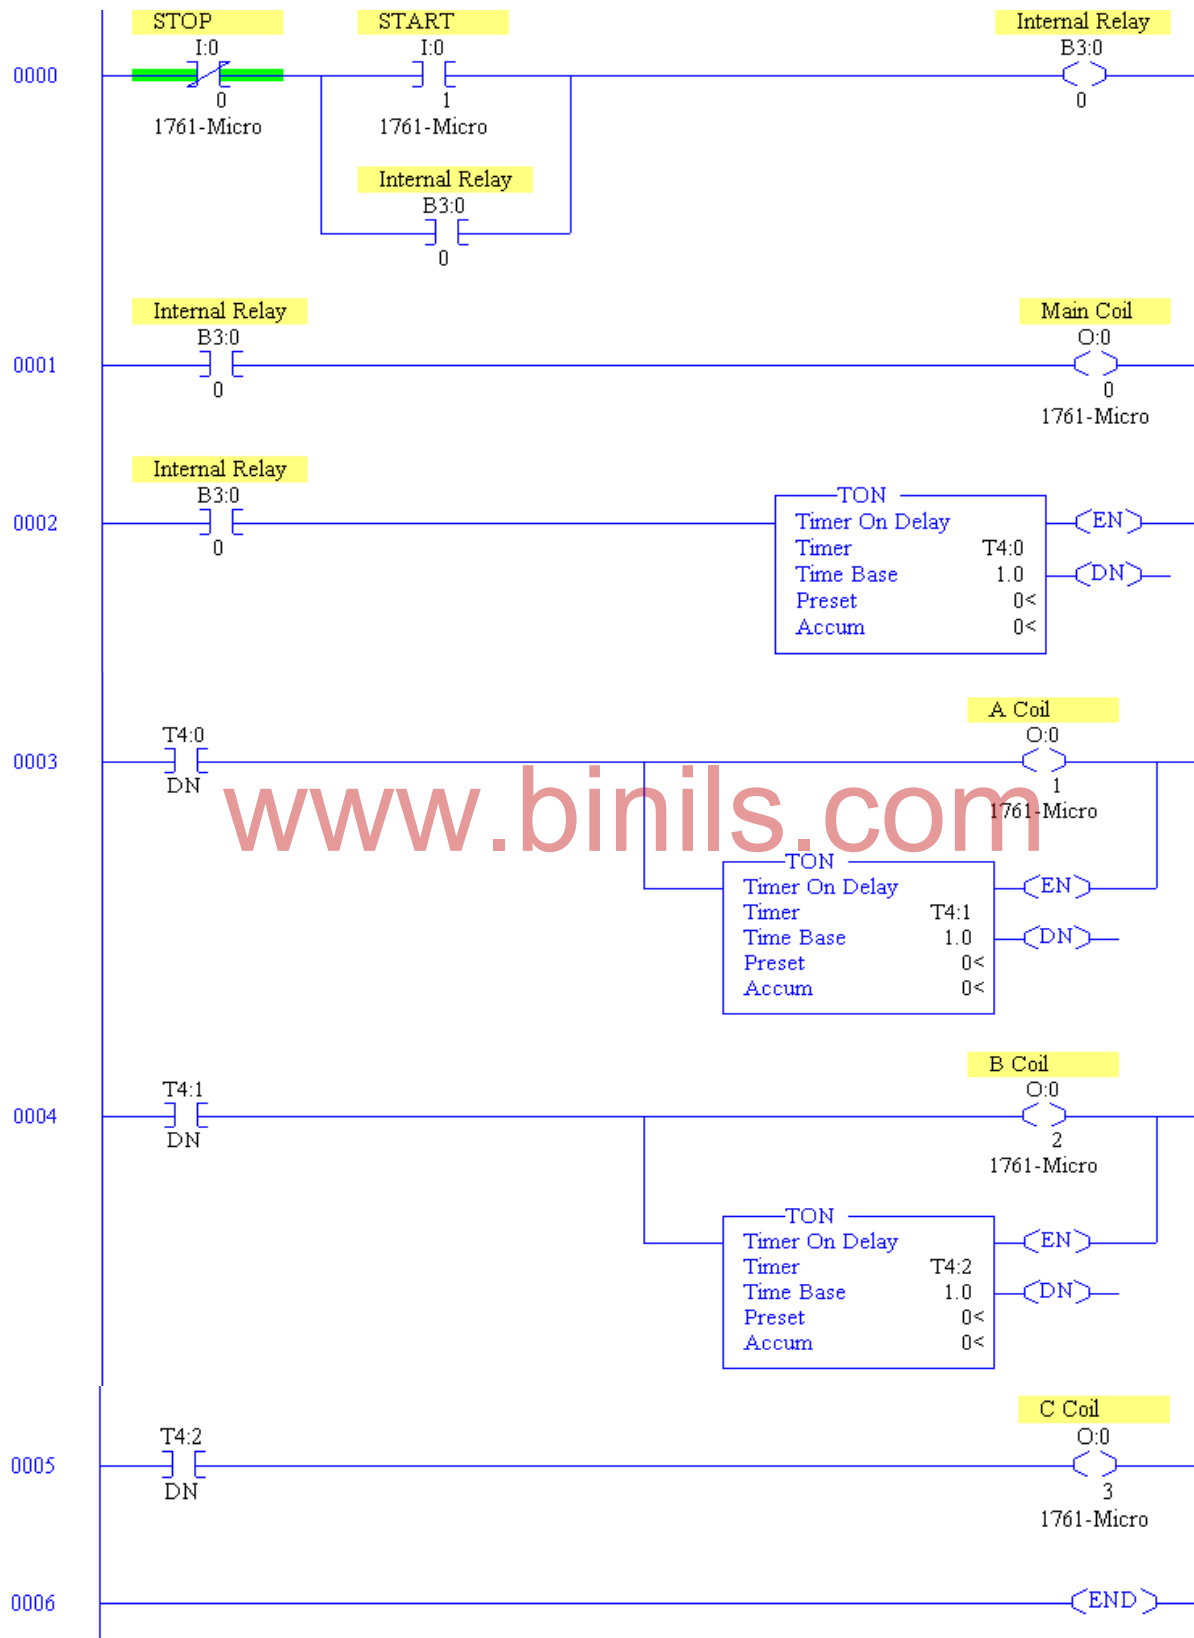 STOP START Internal Relay
I:0 I:0 B3:0
0000
0 1 0
1761-Micro 1761-Micro
Internal Relay
B3:0
0
Internal Relay Main Coil
B3:0 O:0
0001
0 0
1761-Micro
Internal Relay
B3:0 TON
0002 Timer On Delay EN
0 Timer T4:0
Time Base 1.0 DN
Preset 0<
Accum 0<
A Coil
T4:0 O:0
0003
DN 1
1761-Micro
www.binils.com
TON
Timer On Delay EN
Timer T4:1
Time Base 1.0 DN
Preset 0<
Accum 0<
B Coil
T4:1 O:0
0004
DN 2
1761-Micro
TON
Timer On Delay EN
Timer T4:2
Time Base 1.0 DN
Preset 0<
Accum 0<
C Coil
T4:2 O:0
0005
DN 3
1761-Micro
0006 END